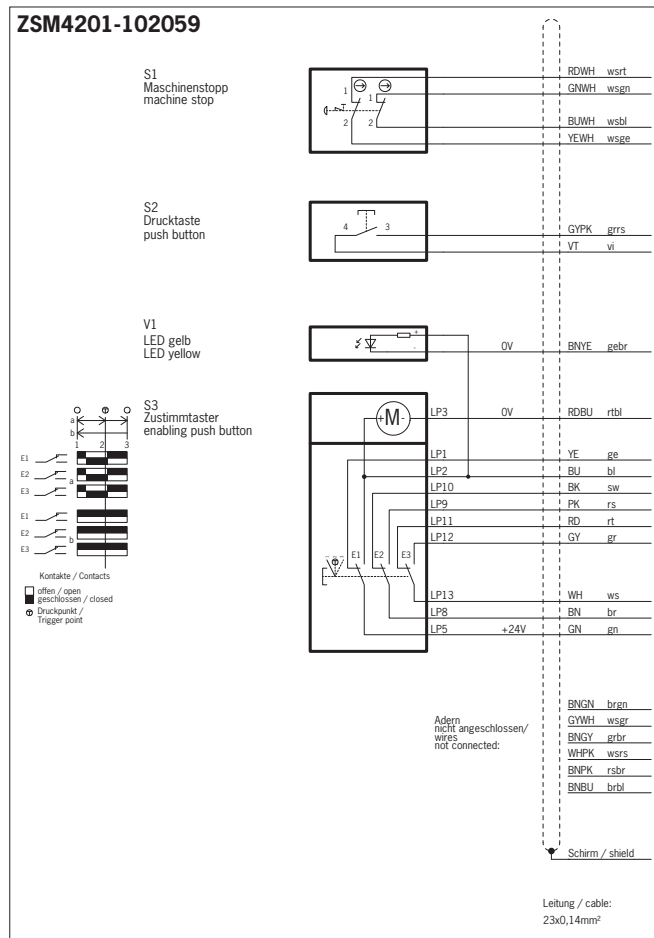 ZSM4201-102059
S1
Maschinenstopp
machine stop
1
1
2
2
RDWH wsrt
GNWH wsgn
BUWH wsbl
YEWH wsge
S2
Drucktaste
push button
4 3
GYPK grrs
VT vi
V1
LED gelb
LED yellow
+
-
0V BNYE gebr
S3
Zustimmtaster
enabling push button
+M-
LP3 0V RDBU rtbl
LP1 YE ge
LP2 BU bl
LP10 BK sw
LP9 PK rs
LP11 RD rt
LP12 GY gr
E1 E2 E3
1 2 3
LP13 WH ws
LP8 BN br
LP5 +24V GN gn
a
b
1 2 3
E1
E2
a
E3
E1
E2
b
E3
Kontakte / Contacts
offen / open
geschlossen / closed
Druckpunkt /
Trigger point
Adern
nicht angeschlossen/
wires
not connected:
BNGN brgn
GYWH wsgr
BNGY grbr
WHPK wsrs
BNPK rsbr
BNBU brbl
Schirm / shield
Leitung / cable:
23x0,14mm²